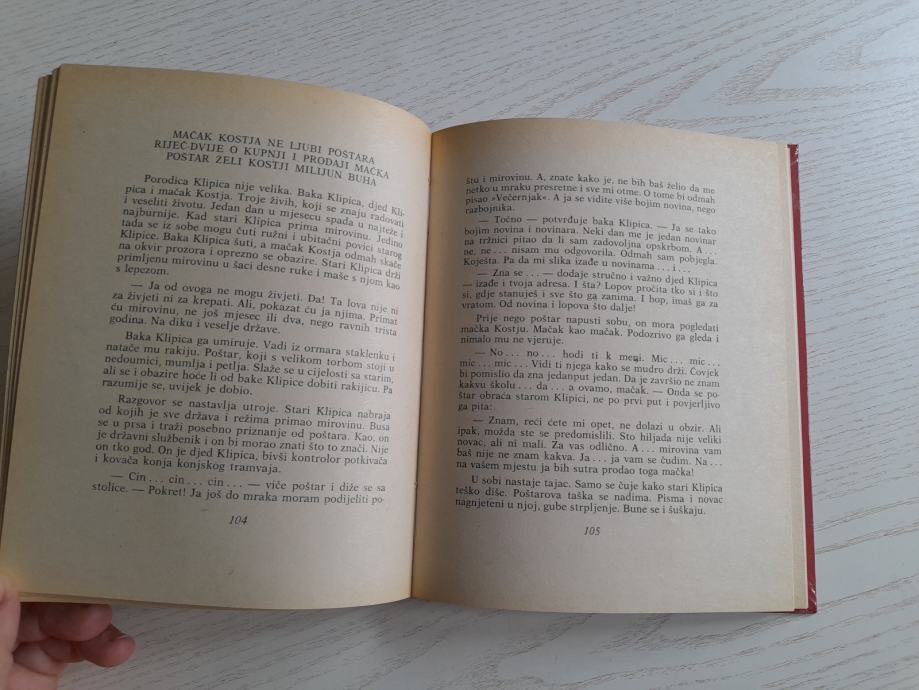 MAČAK KOSTJA NE LJUBI POSTARA
RIJEČ-DVIJE O KUPNJI I PRODAJI MAČKA
POSTAR ŽELI KOSTJI MILIJUN BUHA
Porodica Klipica nije velika. Baka Klipica, djed Kli-
pica i mačak Kostja. Troje živih, koji se znaju radovati
i veseliti životu. Jedan dan u mjesecu spada u najteže i
najburnije. Kad stari Klipica prima mirovinu. Jedino
tada se iz sobe mogu čuti ružni i ubitačni povici starog
Klipice. Baka Klipica šuti, a mačak Kostja odmah skače
na okvir prozora i oprezno se obazire. Stari Klipica drži
primljenu mirovinu u šaci desne ruke i maše s njom kao
s lepezom.
— Ja od ovoga ne mogu živjeti. Da! Ta lova nije ni
za živjeti ni za krepati. Ali, pokazat ću ja njima. Primat
ću mirovinu, ne još mjesec ili dva, nego ravnih trista
godina. Na diku i veselje države.
Baka Klipica ga umiruje. Vadi iz ormara staklenku i
natače mu rakiju. Poštar, koji s velikom torbom stoji u
nedoumici, mumlja i petlja. Slaže se u cijelosti sa starim,
ali se i obazire hoće li od bake Klipice dobiti rakijicu. Pa
razumije se, uvijek je dobio.
Razgovor se nastavlja utroje. Stari Klipica nabraja
od kojih je sve država i režima primao mirovinu. Busa
se u prsa i traži posebno priznanje od poštara. Kao, on
je državni službenik i on bi morao znati što to znači. Nije
on tko god. On je djed Klipica, bivši kontrolor potkivača
i kovača konja konjskog tramvaja.
— Cin . . . cin . . . cin . . . — viče poštar i diže se sa
stolice. — Pokret! Ja još do mraka moram podijeliti po-
104
štu i mirovinu. A, znate kako je, ne bih baš želio da me
netko u mraku presretne i sve mi otme. O tome bi odmah
pisao »Večernjak«. A ja se vidite više bojim novina, nego
razbojnika.
— Točno — potvrđuje baka Klipica. — Ja se tako
bojim novina i novinara. Neki dan me je jedan novinar
na tržnici pitao da li sam zadovoljna opskrbom. A . . .
ne, ne . . . nisam mu odgovorila. Odmah sam pobjegla.
Koješta. Pa da mi slika izađe u novinama . . . i . . .
— Zna se . . . — dodaje stručno i važno djed Klipica
— izađe i tvoja adresa. I šta? Lopov pročita tko si i što
si, gdje stanuješ i sve što ga zanima. I hop, imaš ga za
vratom. Od novina i lopova što dalje!
Prije nego poštar napusti sobu, on mora pogledati
mačka Kostju. Mačak kao mačak. Podozrivo ga gleda i
nimalo mu ne vjeruje.
— No . . . no . . . hodi ti k meni. Mic . . . mic . . .
mic . . . mic . . . Vidi ti njega kako se mudro drži. Čovjek
bi pomislio da zna jedanput jedan. Da je završio ne znam
kakvu školu . . . da . . . a ovamo, mačak. — Onda se po-
štar obraća starom Klipici, ne po prvi put i povjerljivo
ga pita:
— Znam, reći ćete mi opet, ne dolazi u obzir. Ali
ipak, možda ste se predomislili. Sto hiljada nije veliki
novac, ali ni mali. Za vas odlično. A . . . mirovina vam
baš nije ne znam kakva. Ja . . . ja vam se čudim. Na . . .
na vašem mjestu ja bih sutra prodao toga mačka!
U sobi nastaje tajac. Samo se čuje kako stari Klipica
teško diše. Poštarova taška se nadima. Pisma i novac
nagnjeteni u njoj, gube strpljenje. Bune se i šuškaju.
105